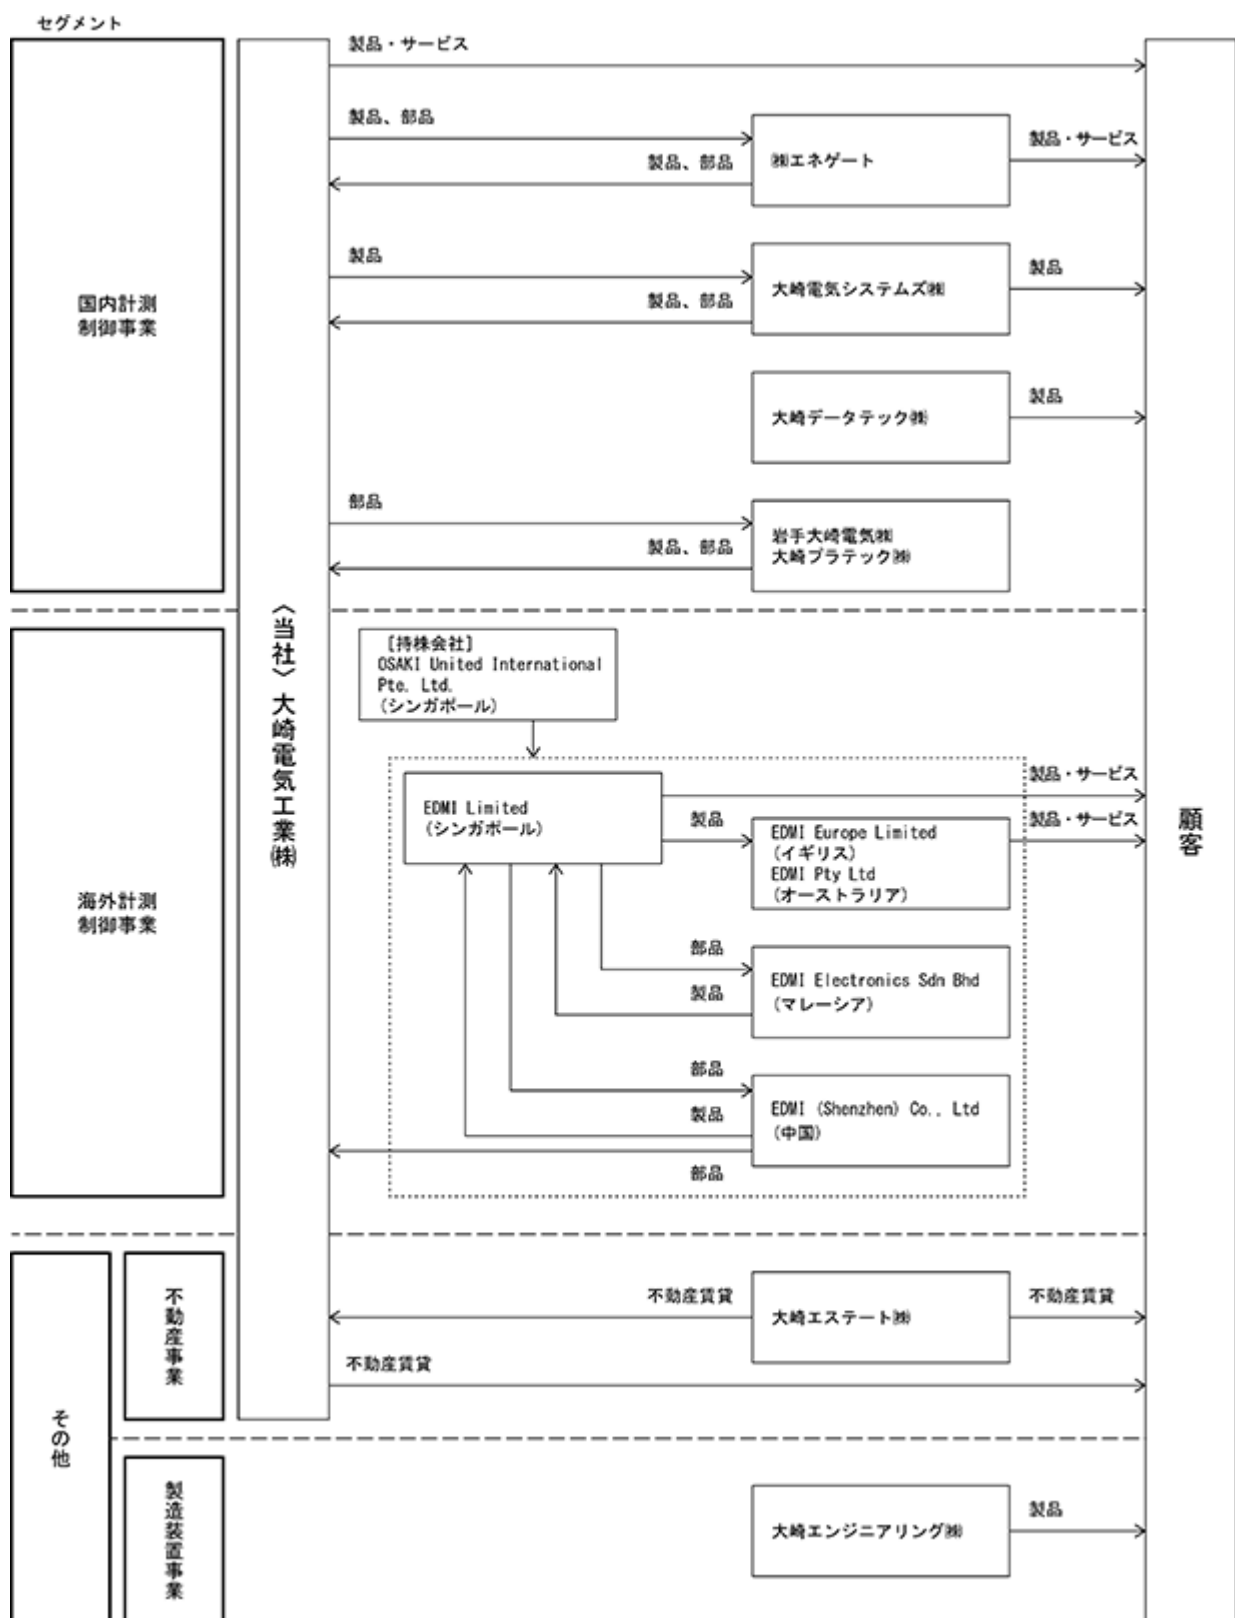 セグメント
製品・サービス
製品、部品
製品、部品
㈱エネゲート
製品・サービス
国内計測
制御事業
製品
製品、部品
大崎電気システムズ㈱
製品
大崎データテック㈱
製品
部品
製品、部品
岩手大崎電気㈱
大崎プラテック㈱
〈当社〉大崎電気工業㈱
顧客
海外計測
制御事業
[持株会社]
OSAKI United International
Pte. Ltd.
(シンガポール)
EDMI Limited
(シンガポール)
製品・サービス
製品
EDMI Europe Limited
(イギリス)
EDMI Pty Ltd
(オーストラリア)
製品・サービス
部品
製品
EDMI Electronics Sdn Bhd
(マレーシア)
部品
製品
部品
EDMI (Shenzhen) Co., Ltd
(中国)
その他
不動産事業
不動産賃貸
大崎エステート㈱
不動産賃貸
不動産賃貸
製造装置事業
大崎エンジニアリング㈱
製品